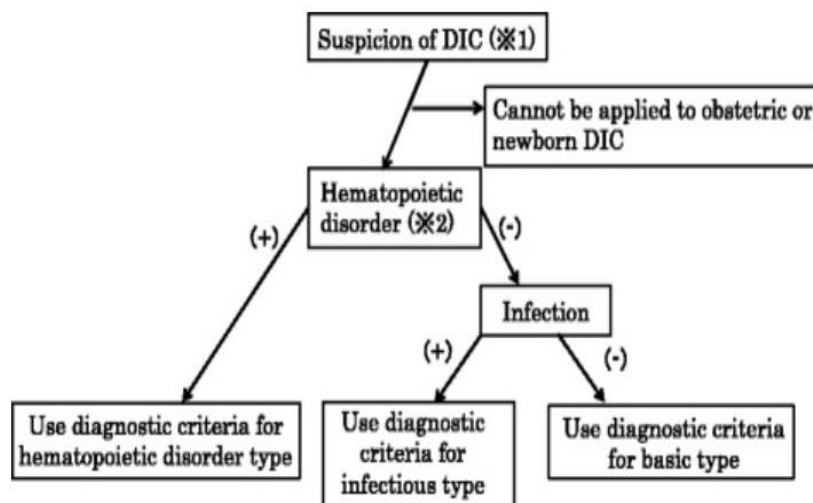 Suspicion of DIC (※1)
Cannot be applied to obstetric or
newborn DIC
Hematopoietic
disorder (※2)
(+)
(-)
Infection
(+)
(-)
Use diagnostic criteria for
hematopoietic disorder type
Use diagnostic
criteria for
infectious type
Use diagnostic criteria
for basic type